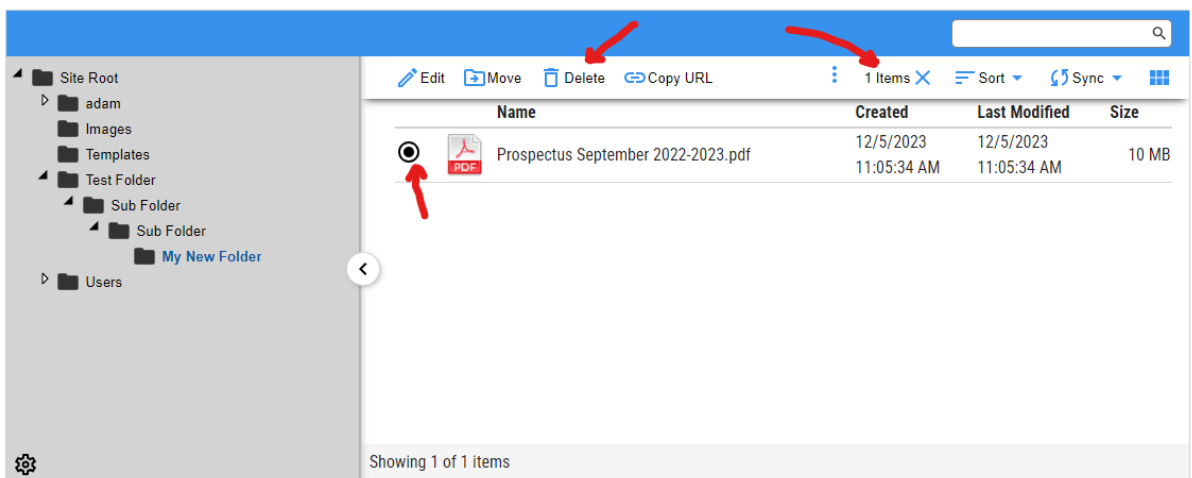 Site Root
adam
Images
Templates
Test Folder
Sub Folder
Sub Folder
My New Folder
Users
Edit Move Delete Copy URL 1 Items Sort Sync
Name Created Last Modified Size
PDF Prospectus September 2022-2023.pdf 12/5/2023 12/5/2023 10 MB
11:05:34 AM 11:05:34 AM
Showing 1 of 1 items